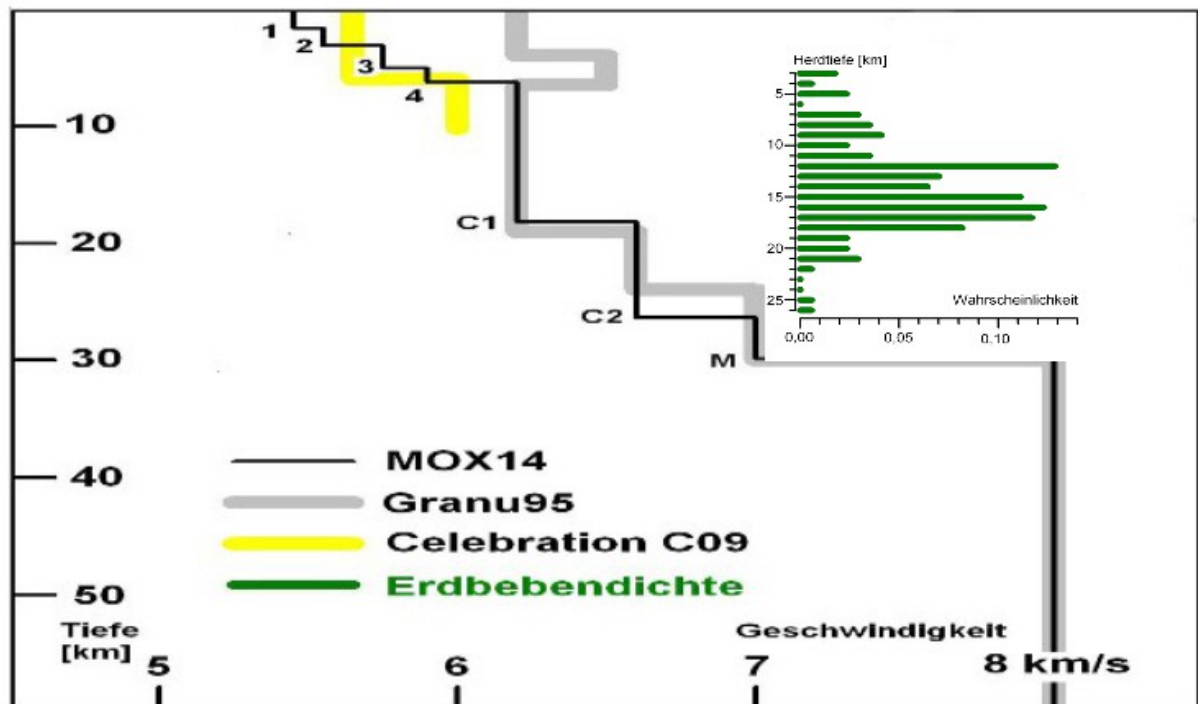 1
2
3
4
10
C1
20
C2
30
M
40
50
Herdtiefe [km]
5
10
15
20
25
Wahrscheinlichkeit
0,00 0,05 0,10
MOX14
Granu95
Celebration C09
Erdbebendichte
Tiefe
[km]
Geschwindigkeit
5 6 7 8 km/s